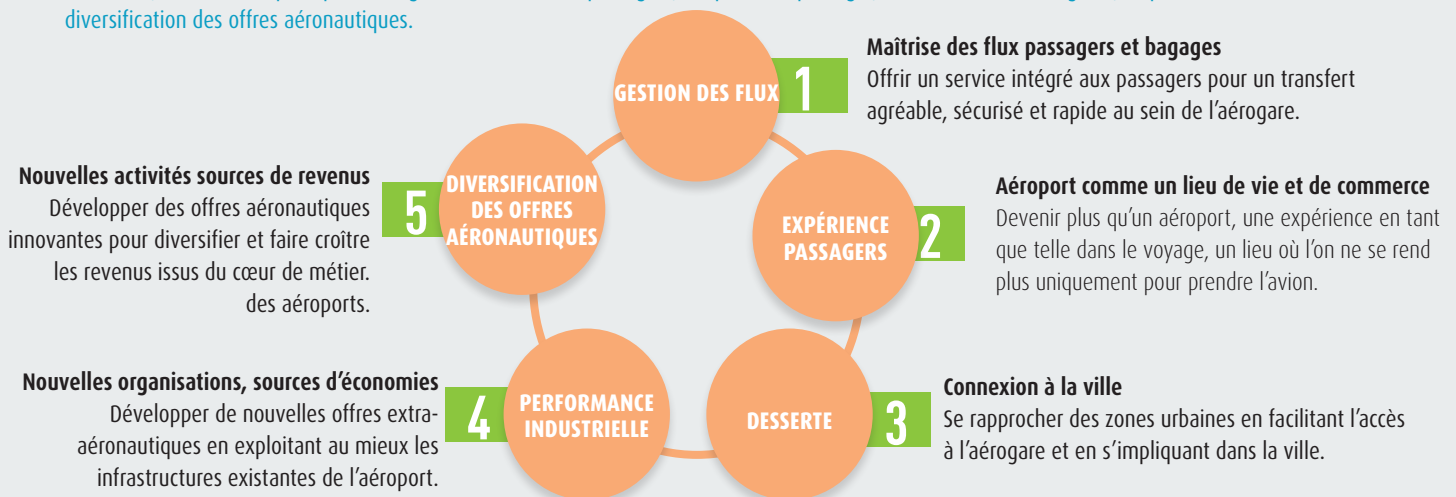 diversification des offres aéronautiques.
GESTION DES FLUX
1
Maîtrise des flux passagers et bagages
Offrir un service intégré aux passagers pour un transfert
agréable, sécurisé et rapide au sein de l’aérogare.
EXPÉRIENCE
PASSAGERS
2
Aéroport comme un lieu de vie et de commerce
Devenir plus qu’un aéroport, une expérience en tant
que telle dans le voyage, un lieu où l’on ne se rend
plus uniquement pour prendre l’avion.
DESSERTE
3
Connexion à la ville
Se rapprocher des zones urbaines en facilitant l’accès
à l’aérogare et en s’impliquant dans la ville.
Nouvelles organisations, sources d’économies
Développer de nouvelles offres extra-
aéronautiques en exploitant au mieux les
infrastructures existantes de l’aéroport.
4
PERFORMANCE
INDUSTRIELLE
Nouvelles activités sources de revenus
Développer des offres aéronautiques
innovantes pour diversifier et faire croître
les revenus issus du cœur de métier.
des aéroports.
5
DIVERSIFICATION
DES OFFRES
AÉRONAUTIQUES